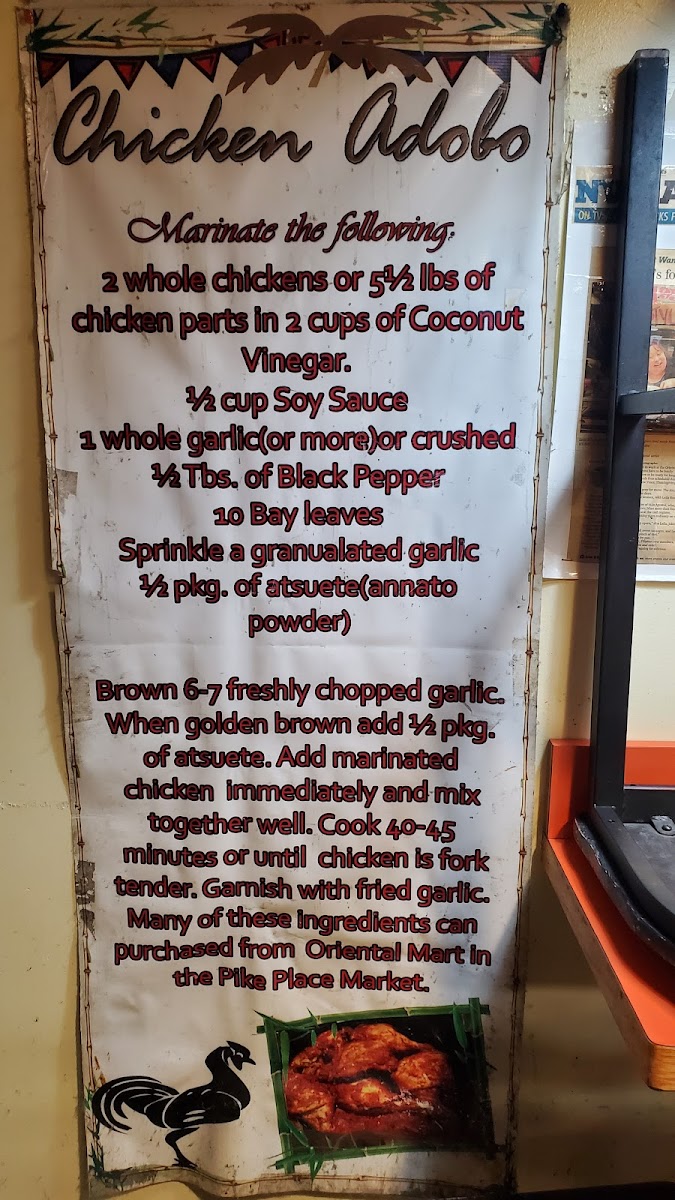 Chicken Adobo
Marinate the following:
2 whole chickens or 5½ lbs of
chicken parts in 2 cups of Coconut
Vinegar.
½ cup Soy Sauce
1 whole garlic(or more)or crushed
½ Tbs. of Black Pepper
10 Bay leaves
Sprinkle a granualated garlic
½ pkg. of atsuete(annato
powder)
Brown 6-7 freshly chopped garlic.
When golden brown add ½ pkg.
of atsuete. Add marinated
chicken immediately and mix
together well. Cook 40-45
minutes or until chicken is fork
tender. Garnish with fried garlic.
Many of these ingredients can
purchased from Oriental Mart in
the Pike Place Market.